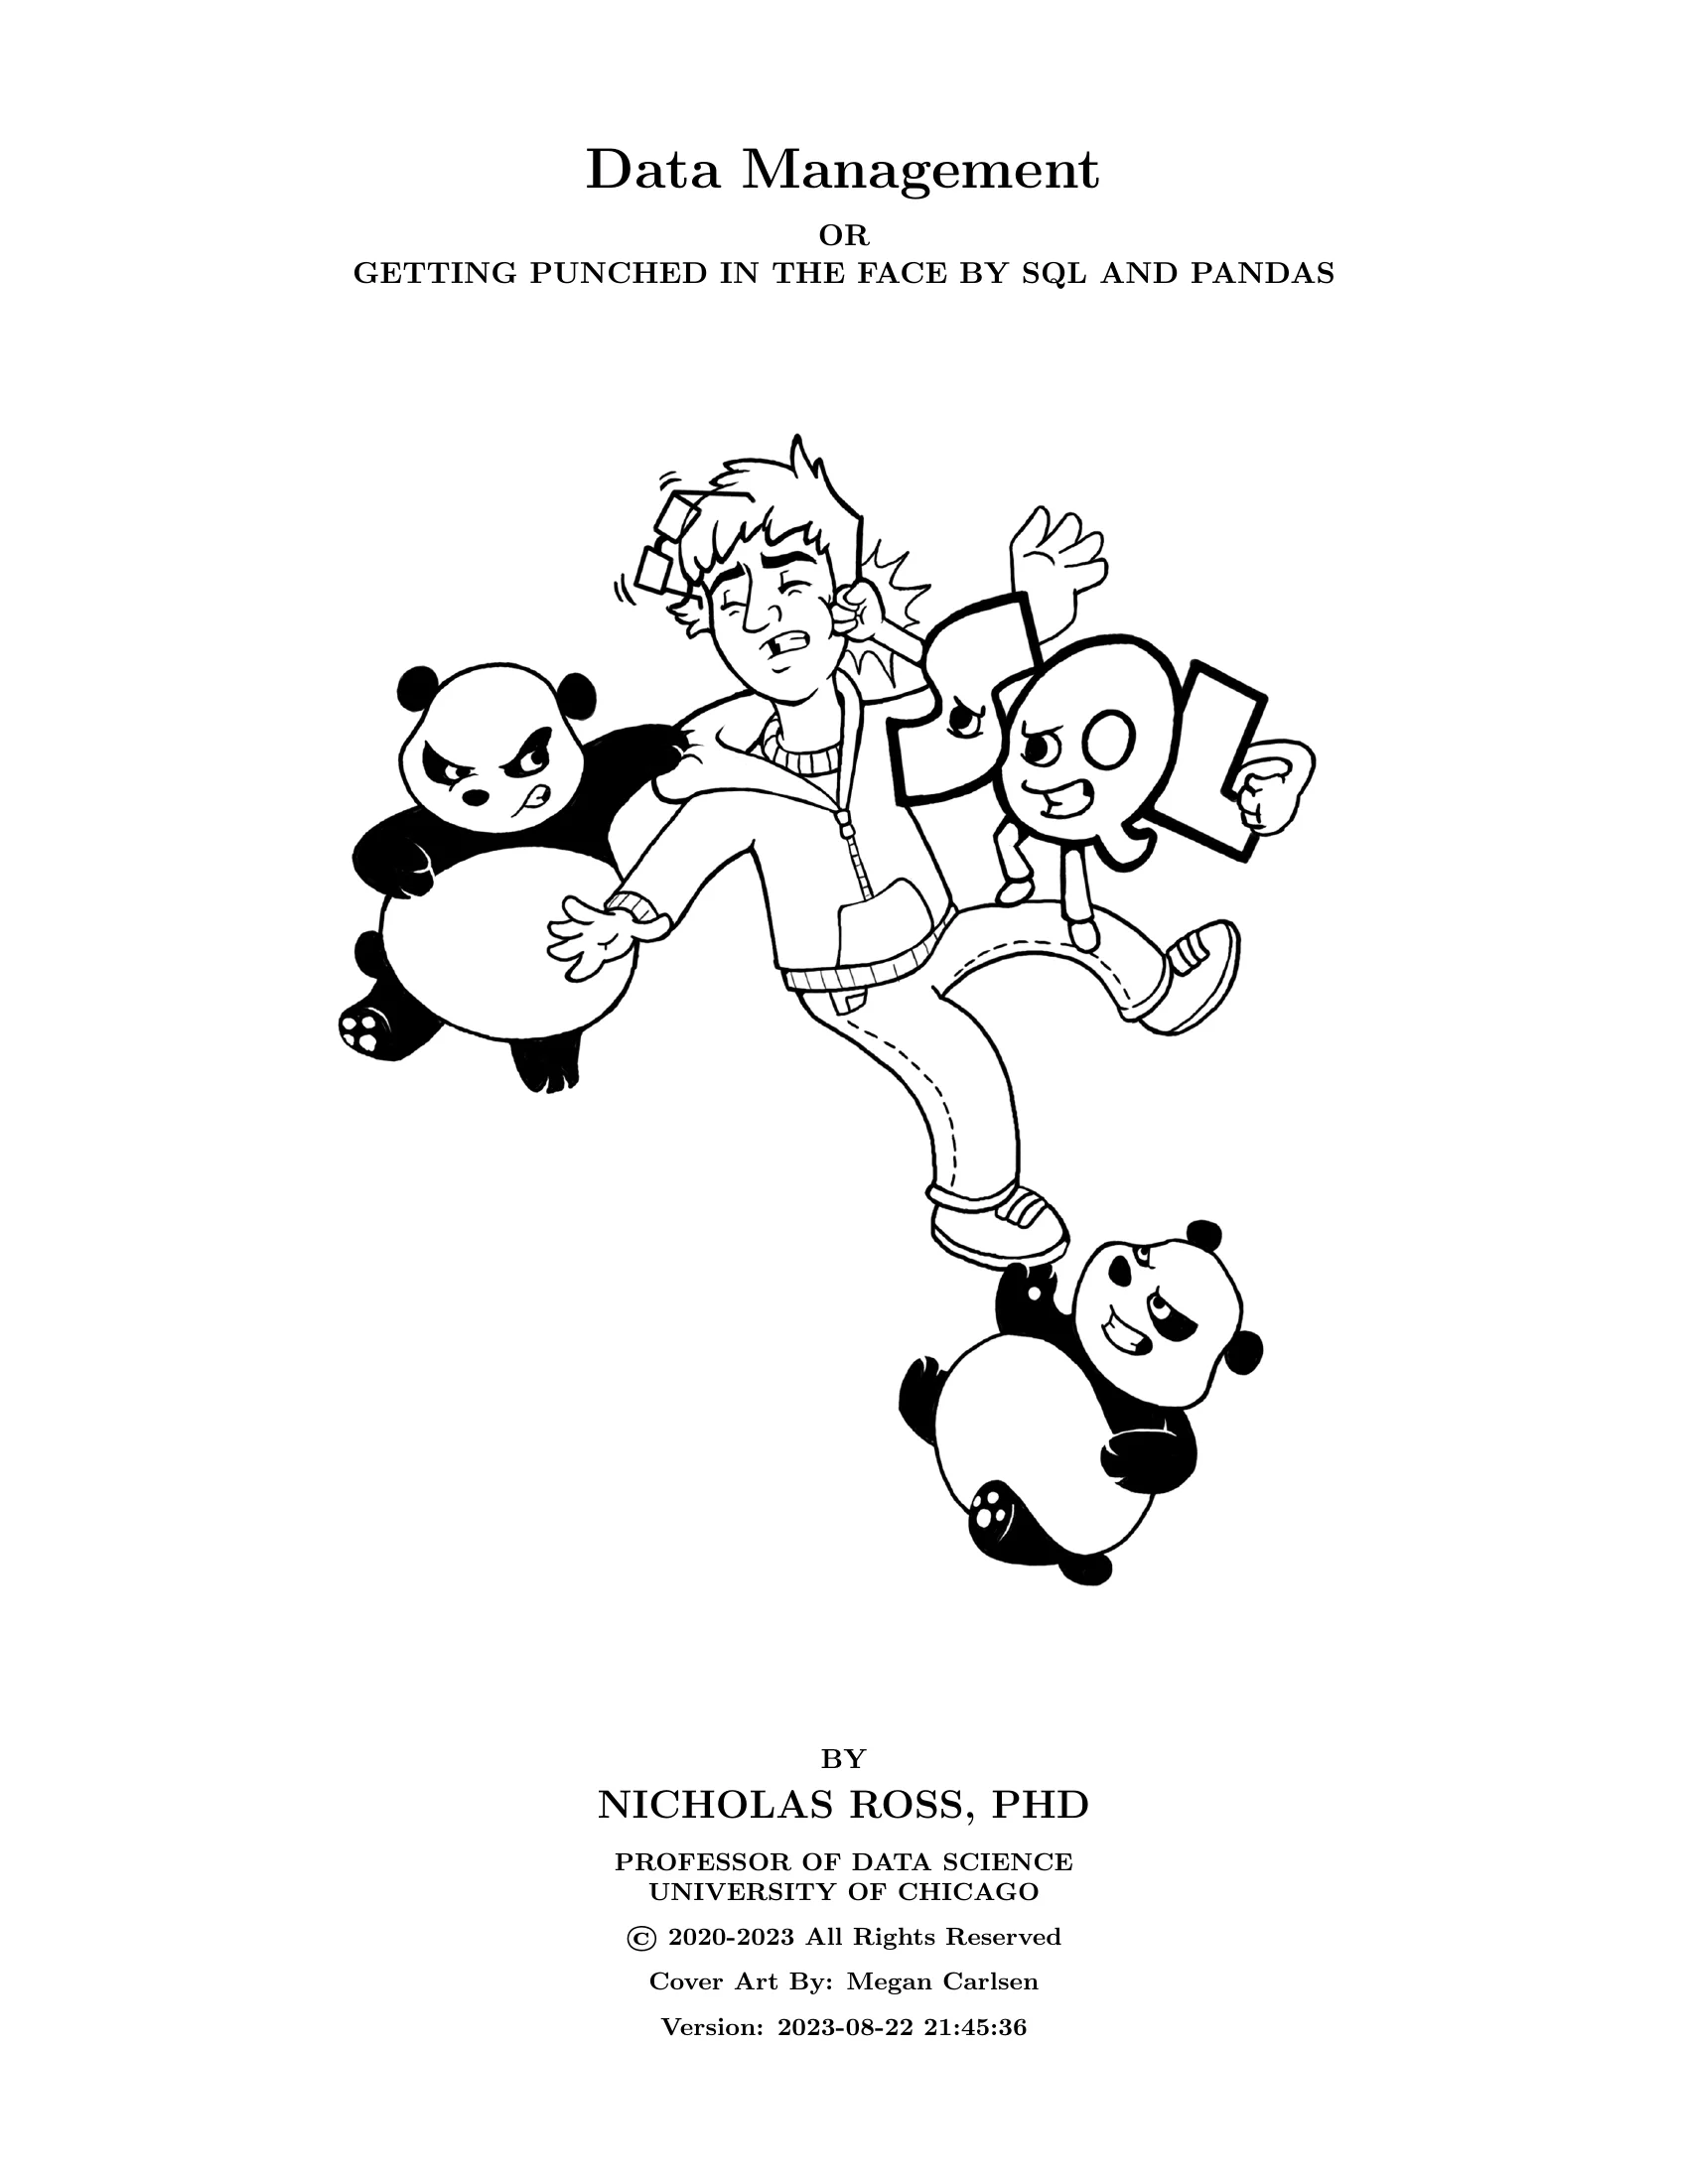 Data Management
OR
GETTING PUNCHED IN THE FACE BY SQL AND PANDAS
SQL
BY
NICHOLAS ROSS, PHD
PROFESSOR OF DATA SCIENCE
UNIVERSITY OF CHICAGO
© 2020-2023 All Rights Reserved
Cover Art By: Megan Carlsen
Version: 2023-08-22 21:45:36